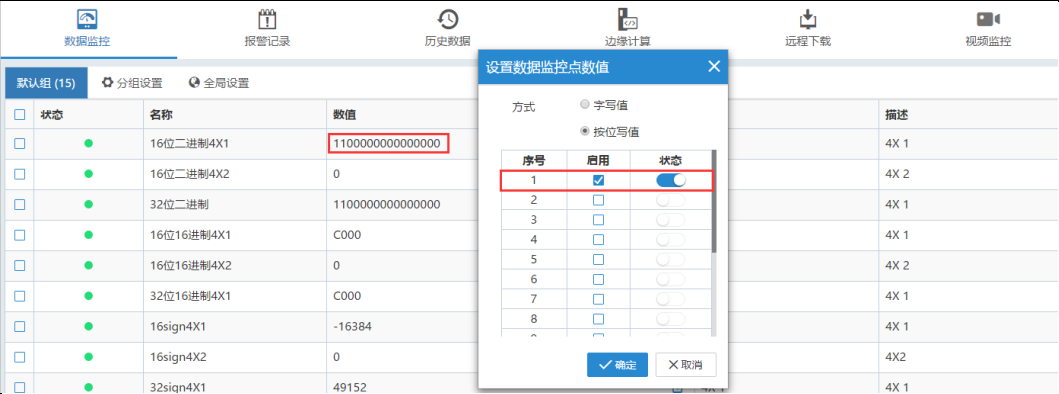 数据监控 报警记录 历史数据 边缘计算 远程下载 视频监控
默认组 (15) 分组设置 全局设置
状态 名称 数值 描述
16位二进制4X1 1100000000000000 4X 1
16位二进制4X2 0 4X 2
32位二进制 1100000000000000 4X 1
16位16进制4X1 C000 4X 1
16位16进制4X2 0 4X 2
32位16进制4X1 C000 4X 1
16sign4X1 -16384 4X 1
16sign4X2 0 4X2
32sign4X1 49152 4X 1
设置数据监控点数值
方式 字写值
按位写值
序号 启用 状态
1
2
3
4
5
6
7
8
确定 取消